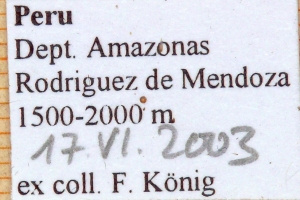 Peru
Dept. Amazonas
Rodriguez de Mendoza
1500-2000 m
17.VI.2003
ex coll. F. König